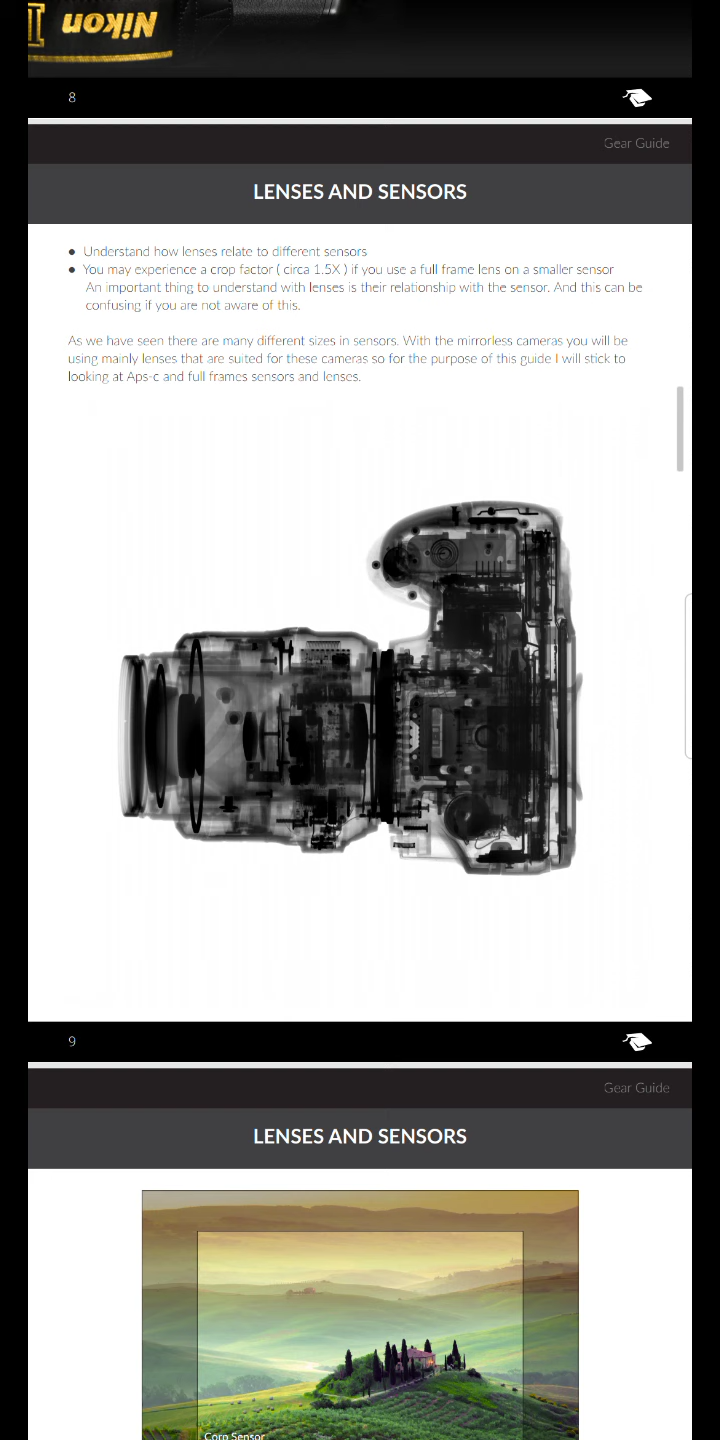 Nikon
8
Gear Guide
LENSES AND SENSORS
● Understand how lenses relate to different sensors
● You may experience a crop factor ( circa 1.5X ) if you use a full frame lens on a smaller sensor
An important thing to understand with lenses is their relationship with the sensor. And this can be
confusing if you are not aware of this.
As we have seen there are many different sizes in sensors. With the mirrorless cameras you will be
using mainly lenses that are suited for these cameras so for the purpose of this guide I will stick to
looking at Aps-c and full frames sensors and lenses.
9
Gear Guide
LENSES AND SENSORS
Corp Sensor